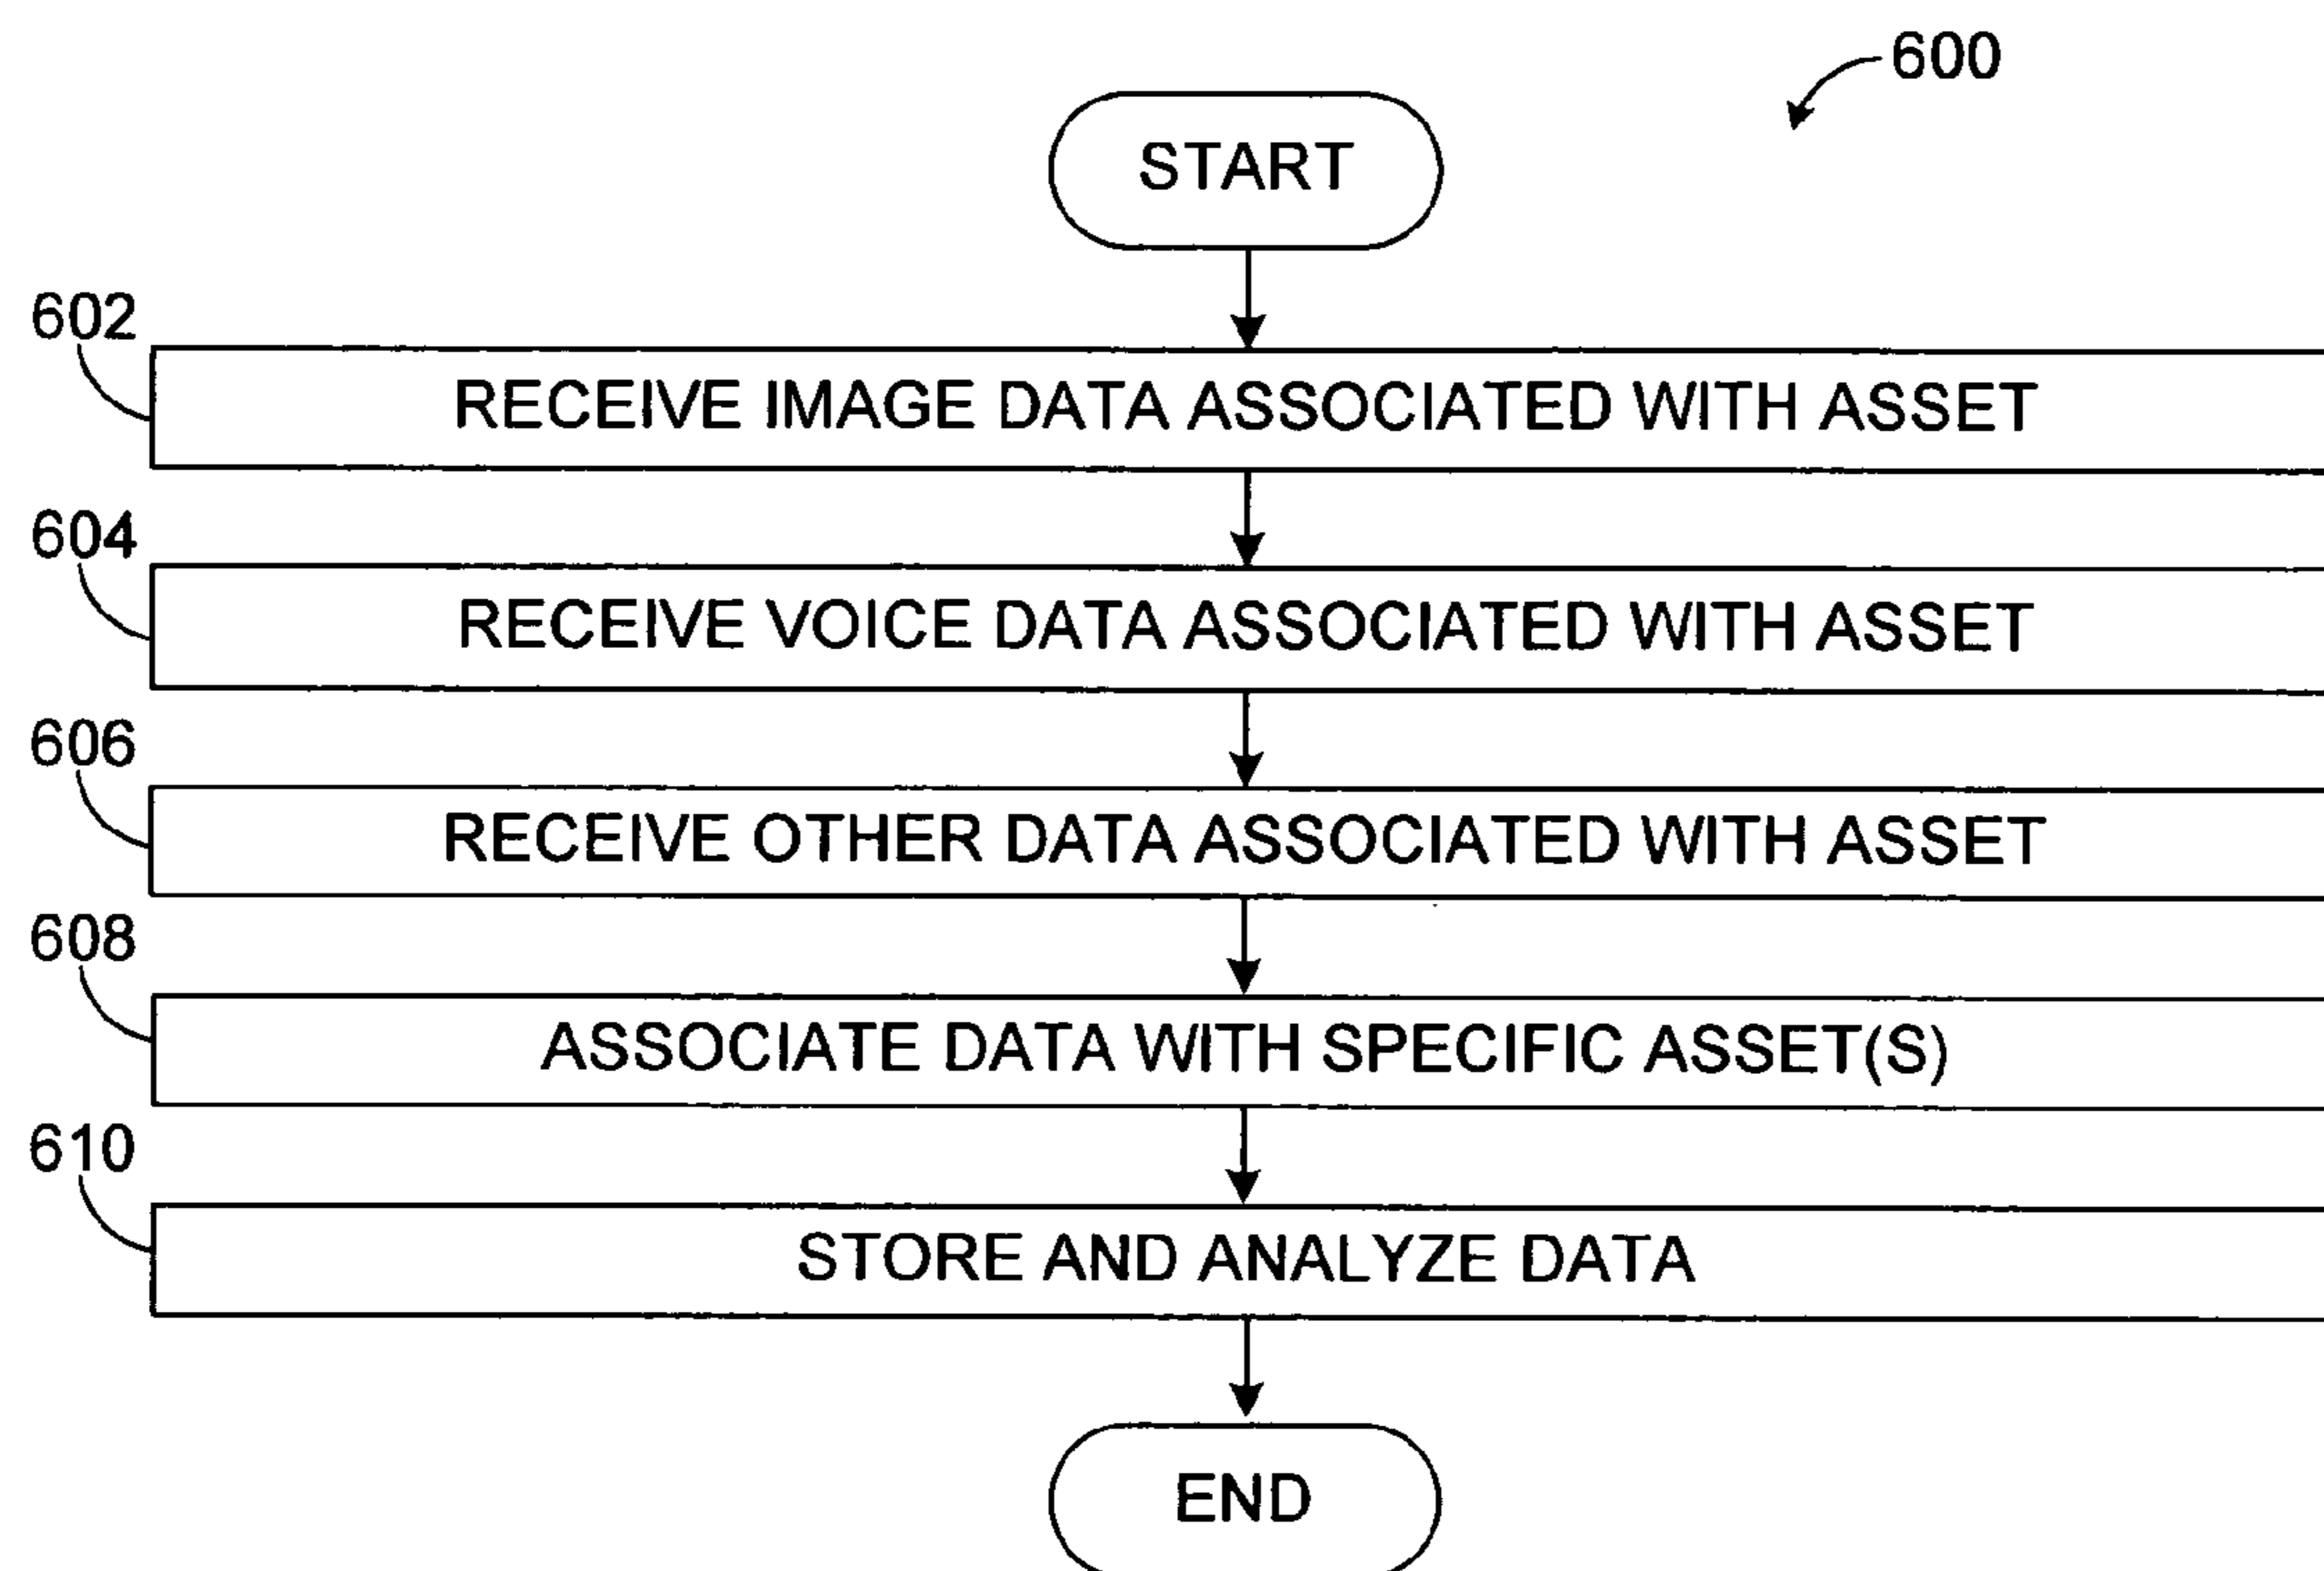 600
START
602
RECEIVE IMAGE DATA ASSOCIATED WITH ASSET
604
RECEIVE VOICE DATA ASSOCIATED WITH ASSET
606
RECEIVE OTHER DATA ASSOCIATED WITH ASSET
608
ASSOCIATE DATA WITH SPECIFIC ASSET(S)
610
STORE AND ANALYZE DATA
END